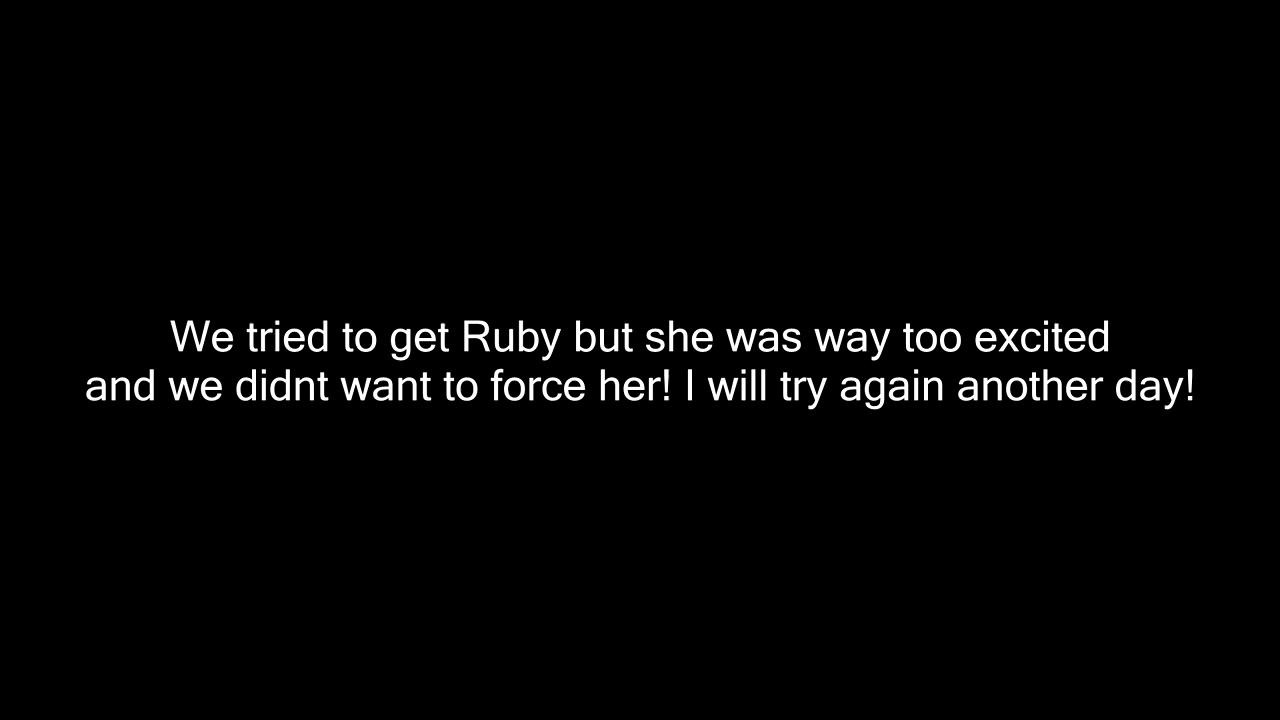 We tried to get Ruby but she was way too excited
and we didnt want to force her! I will try again another day!